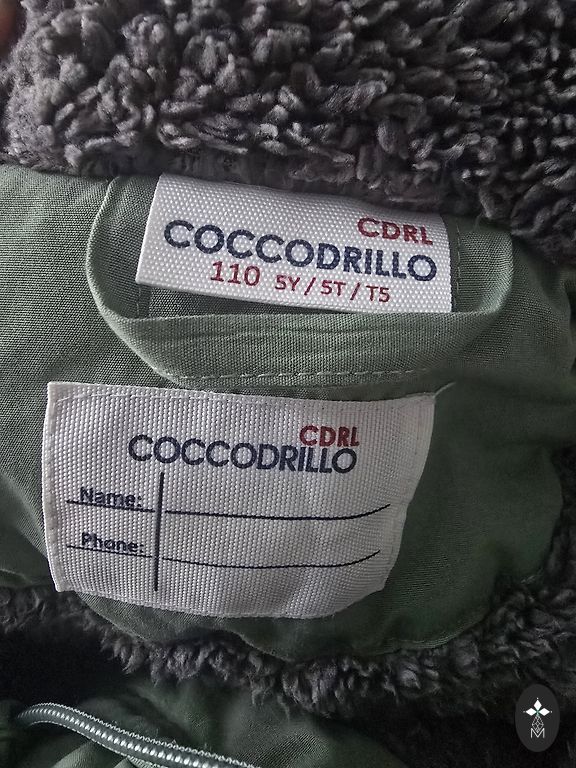 CDRL
COCCODRILLO
110 5Y / 5T / T5
CDRL
COCCODRILLO
Name:
Phone:
M